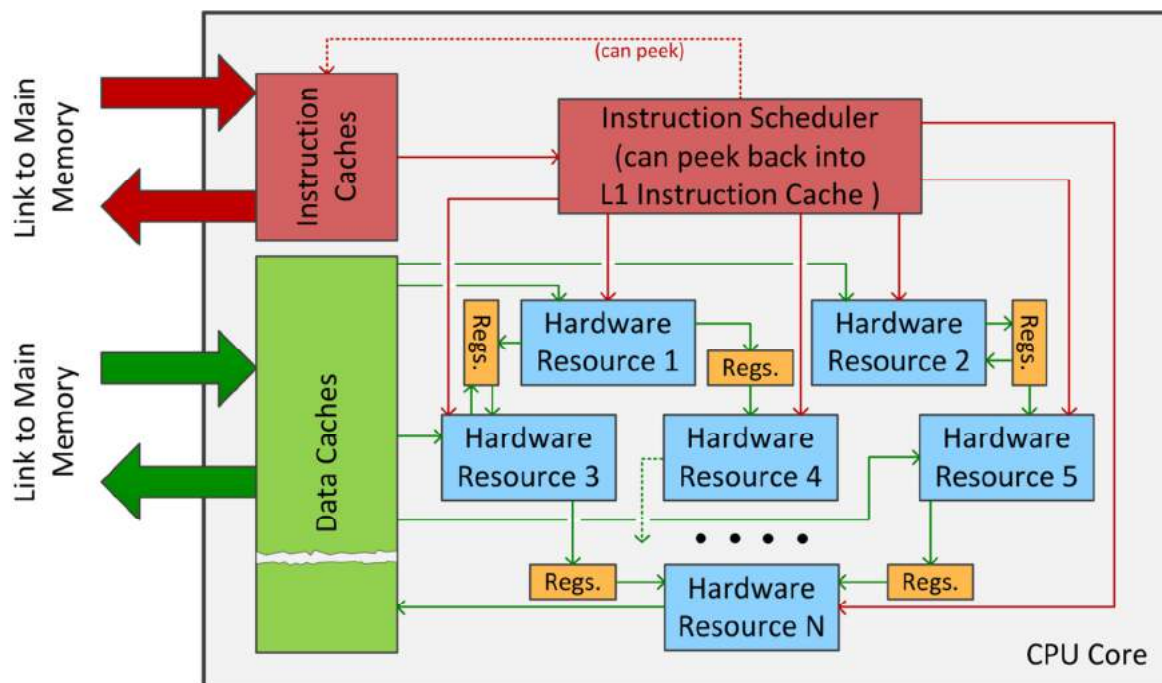 (can peek)
Link to Main
Memory
Instruction
Caches
Instruction Scheduler
(can peek back into
L1 Instruction Cache )
Link to Main
Memory
Data Caches
Regs.
Hardware
Resource 1
Regs.
Hardware
Resource 2
Regs.
Hardware
Resource 3
Hardware
Resource 4
Hardware
Resource 5
Regs.
Hardware
Resource N
Regs.
CPU Core